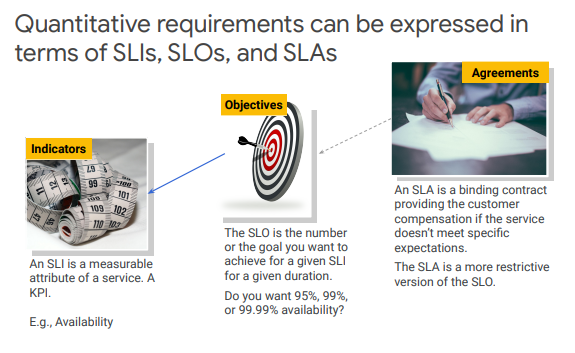 Quantitative requirements can be expressed in
terms of SLIs, SLOs, and SLAs
Indicators
An SLI is a measurable
attribute of a service. A
KPI.
E.g., Availability
Objectives
The SLO is the number
or the goal you want to
achieve for a given SLI
for a given duration.
Do you want 95%, 99%,
or 99.99% availability?
Agreements
An SLA is a binding contract
providing the customer
compensation if the service
doesn't meet specific
expectations.
The SLA is a more restrictive
version of the SLO.